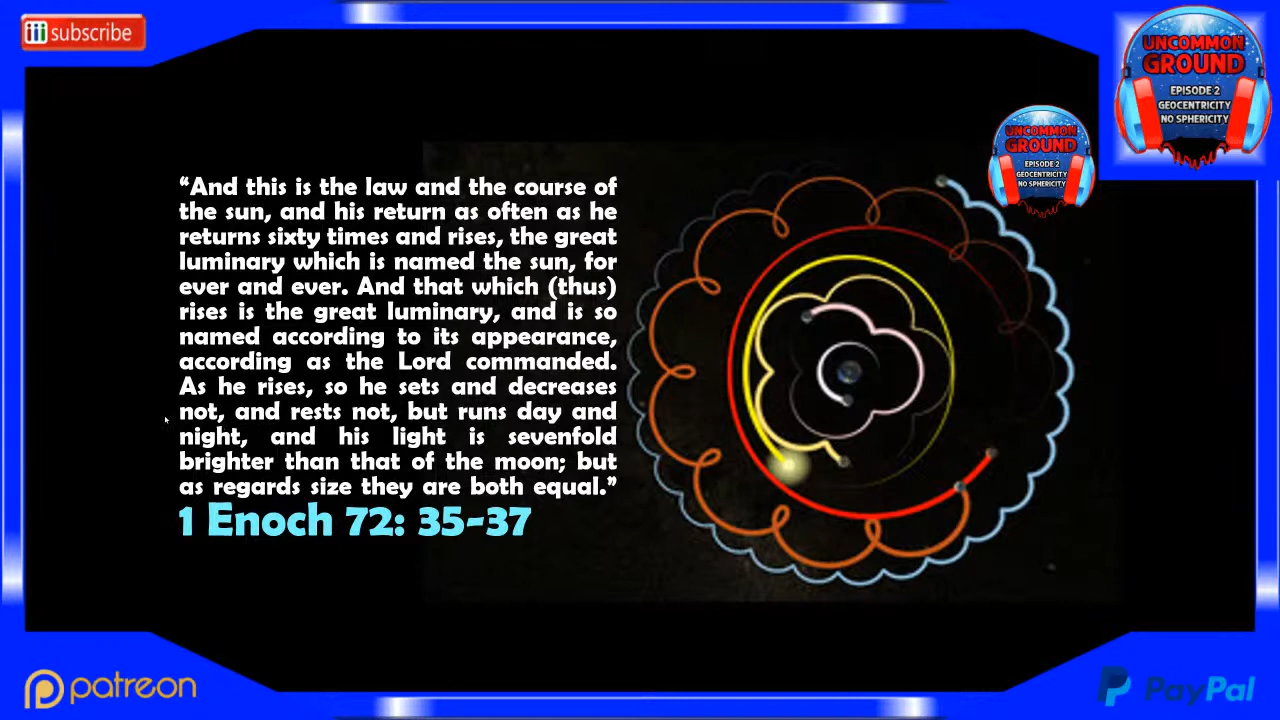 subscribe
UNCOMMON
GROUND
EPISODE 2
GEOCENTRICITY
NO SPHERICITY
UNCOMMON
GROUND
EPISODE 2
GEOCENTRICITY
NO SPHERICITY
“And this is the law and the course of
the sun, and his return as often as he
returns sixty times and rises, the great
luminary which is named the sun, for
ever and ever. And that which (thus)
rises is the great luminary, and is so
named according to its appearance,
according as the Lord commanded.
As he rises, so he sets and decreases
not, and rests not, but runs day and
night, and his light is sevenfold
brighter than that of the moon; but
as regards size they are both equal.”
1 Enoch 72: 35-37
patreon
PayPal